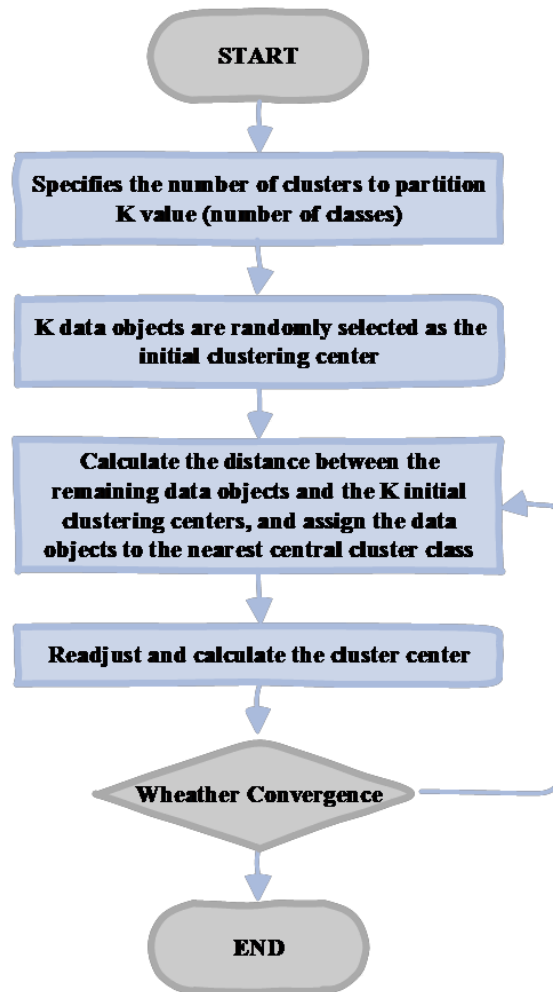 START
Specifies the number of clusters to partition
K value (number of classes)
K data objects are randomly selected as the
initial clustering center
Calculate the distance between the
remaining data objects and the K initial
clustering centers, and assign the data
objects to the nearest central cluster class
Readjust and calculate the cluster center
Wheather Convergence
END